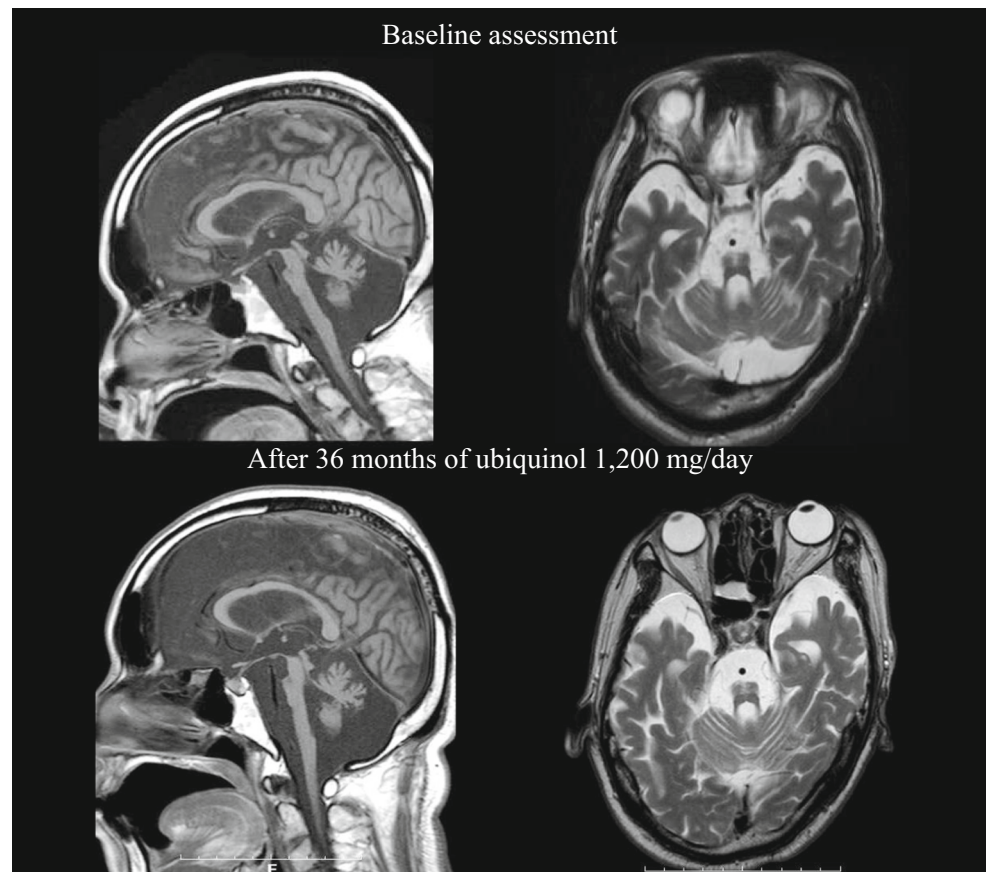 Baseline assessment
After 36 months of ubiquinol 1,200 mg/day
F